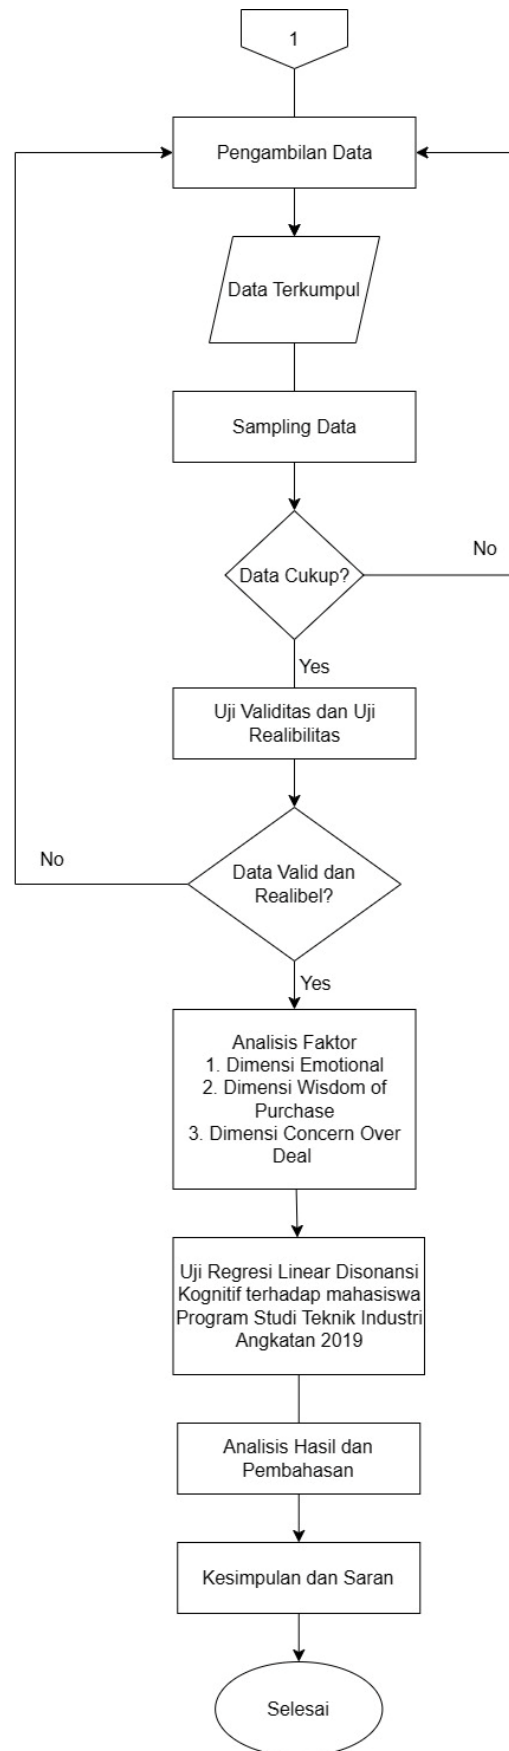 1
Pengambilan Data
Data Terkumpul
Sampling Data
Data Cukup?
No
Yes
Uji Validitas dan Uji
Realibilitas
No
Data Valid dan
Realibel?
Yes
Analisis Faktor
1. Dimensi Emotional
2. Dimensi Wisdom of
Purchase
3. Dimensi Concern Over
Deal
Uji Regresi Linear Disonansi
Kognitif terhadap mahasiswa
Program Studi Teknik Industri
Angkatan 2019
Analisis Hasil dan
Pembahasan
Kesimpulan dan Saran
Selesai